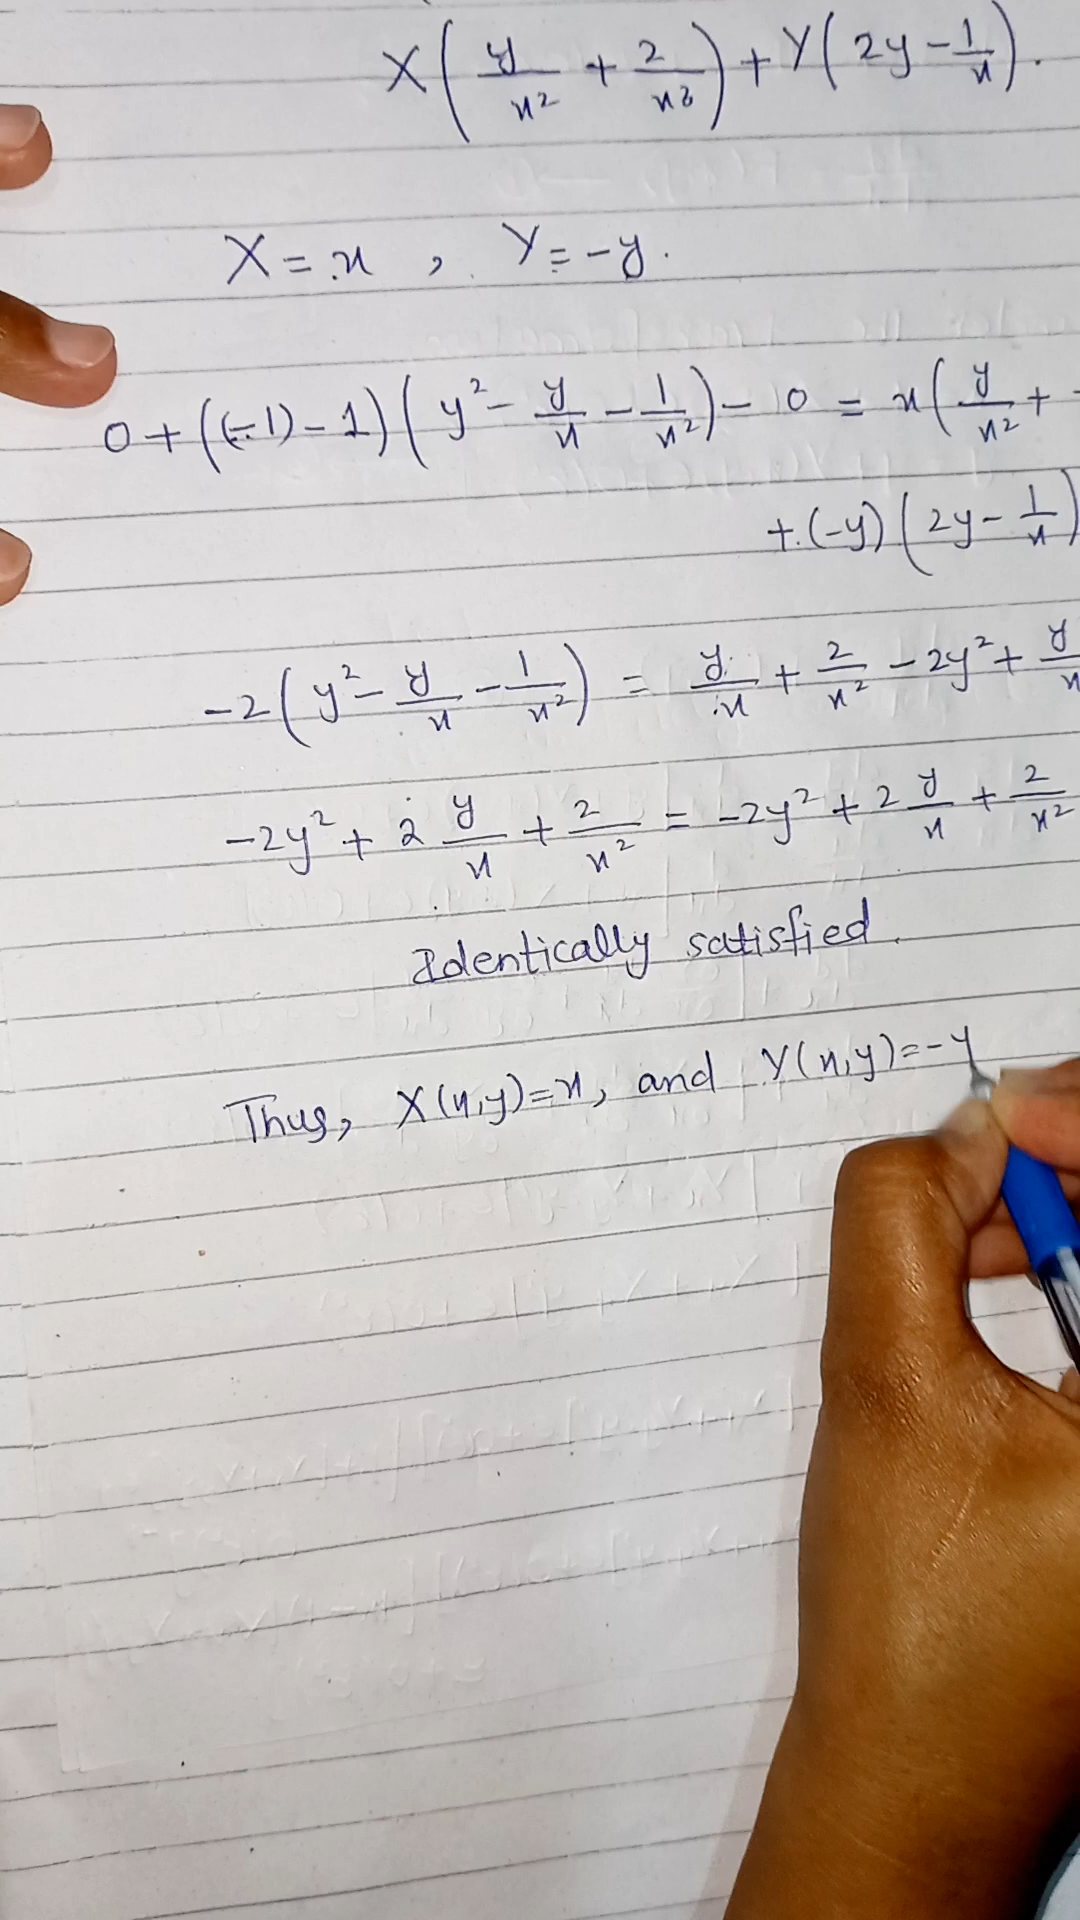 X(y/x² + 2/x³) + Y(2y - 1/x).
X = x , Y = -y.
0 + ((-1) - 1)(y² - y/x - 1/x²) - 0 = x(y/x² +
+ (-y)(2y - 1/x)
-2(y² - y/x - 1/x²) = y/x + 2/x² - 2y² + y/x
-2y² + 2 y/x + 2/x² = -2y² + 2 y/x + 2/x²
Identically satisfied.
Thus, X(x,y)=x, and Y(x,y)=-y